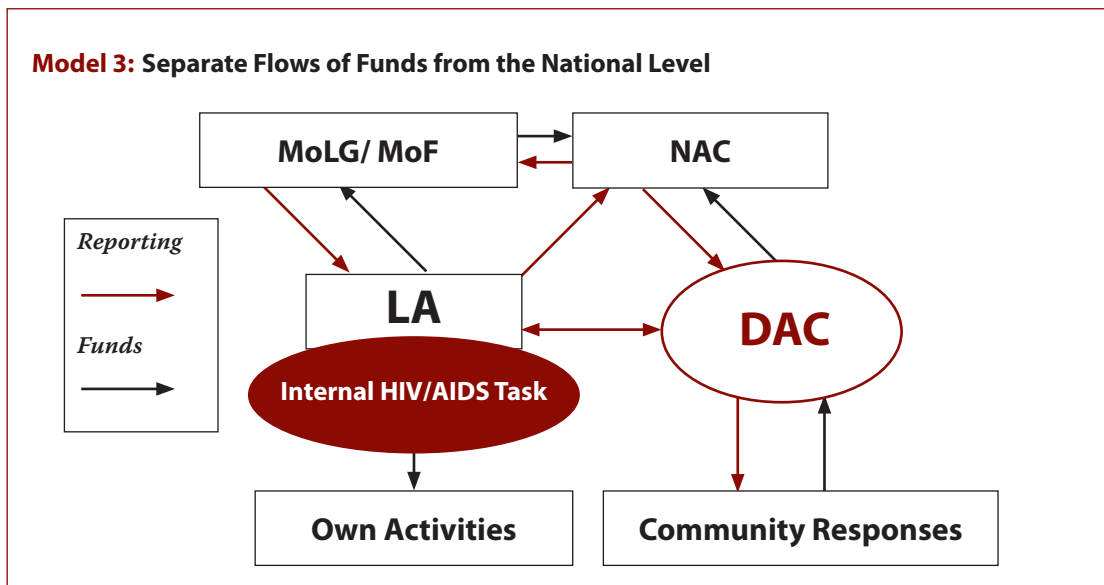 Model 3: Separate Flows of Funds from the National Level
MoLG/ MoF
NAC
Reporting
Funds
LA
Internal HIV/AIDS Task
DAC
Own Activities
Community Responses